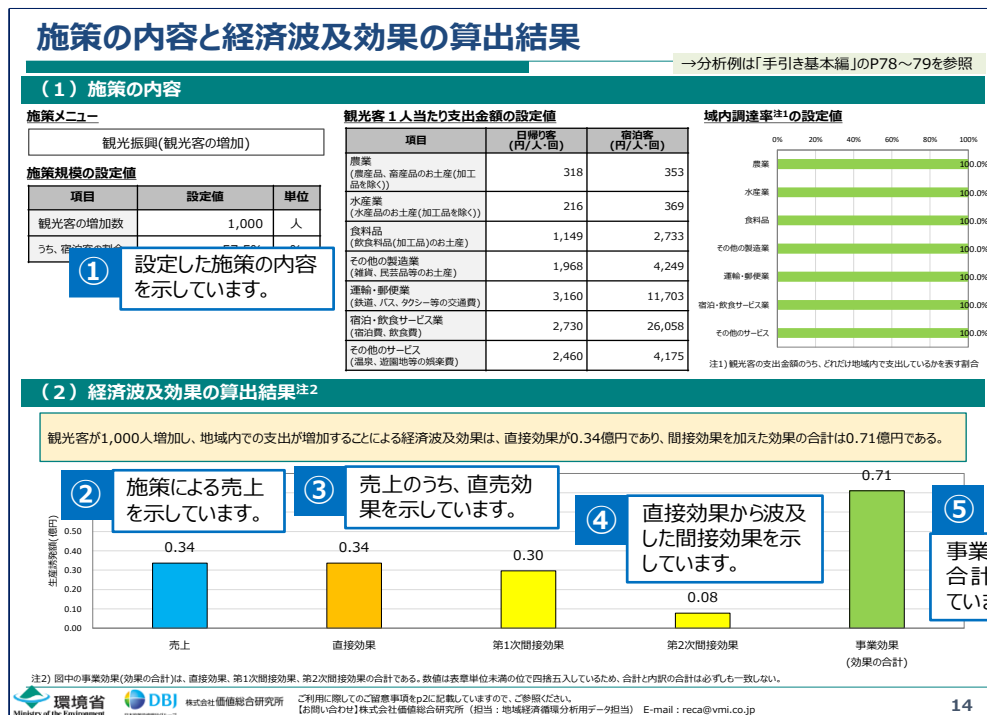 施策の内容と経済波及効果の算出結果
→分析例は「手引き基本編」のP78～79を参照
（１）施策の内容
施策メニュー
観光振興(観光客の増加)
施策規模の設定値
項目 設定値 単位
観光客の増加数 1,000 人
うち、宿泊客の割合
① 設定した施策の内容
を示しています。
観光客１人当たり支出金額の設定値
項目 日帰り客 宿泊客
(円/人・回) (円/人・回)
農業
(農産品、畜産品のお土産(加工
品を除く)) 318 353
水産業
(水産品のお土産(加工品を除く)) 216 369
食料品
(飲食料品(加工品)のお土産) 1,149 2,733
その他の製造業
(雑貨、民芸品等のお土産) 1,968 4,249
運輸・郵便業
(鉄道、バス、タクシー等の交通費) 3,160 11,703
宿泊・飲食サービス業
(宿泊費、飲食費) 2,730 26,058
その他のサービス
(温泉、遊園地等の娯楽費) 2,460 4,175
域内調達率注1の設定値
0% 20% 40% 60% 80% 100%
農業 100.0%
水産業 100.0%
食料品 100.0%
その他の製造業 100.0%
運輸・郵便業 100.0%
宿泊・飲食サービス業 100.0%
その他のサービス 100.0%
注1) 観光客の支出金額のうち、どれだけ地域内で支出しているかを表す割合
（２）経済波及効果の算出結果注2
観光客が1,000人増加し、地域内での支出が増加することによる経済波及効果は、直接効果が0.34億円であり、間接効果を加えた効果の合計は0.71億円である。
② 施策による売上
を示しています。
③ 売上のうち、直売効
果を示しています。
④ 直接効果から波及
した間接効果を示
しています。
⑤
事業
合計
ていま
生産誘発額(億円)
0.50
0.40
0.30
0.20
0.10
0.00
0.34
0.34
0.30
0.08
0.71
売上
直接効果
第1次間接効果
第2次間接効果
事業効果
(効果の合計)
注2) 図中の事業効果(効果の合計)は、直接効果、第1次間接効果、第2次間接効果の合計である。数値は表章単位未満の位で四捨五入しているため、合計と内訳の合計は必ずしも一致しない。
環境省
Ministry of the Environment
DBJ 株式会社価値総合研究所
ご利用に際してのご留意事項をp2に記載していますので、ご参照ください。
【お問い合わせ】株式会社価値総合研究所（担当：地域経済循環分析用データ担当） E-mail：reca@vmi.co.jp
14